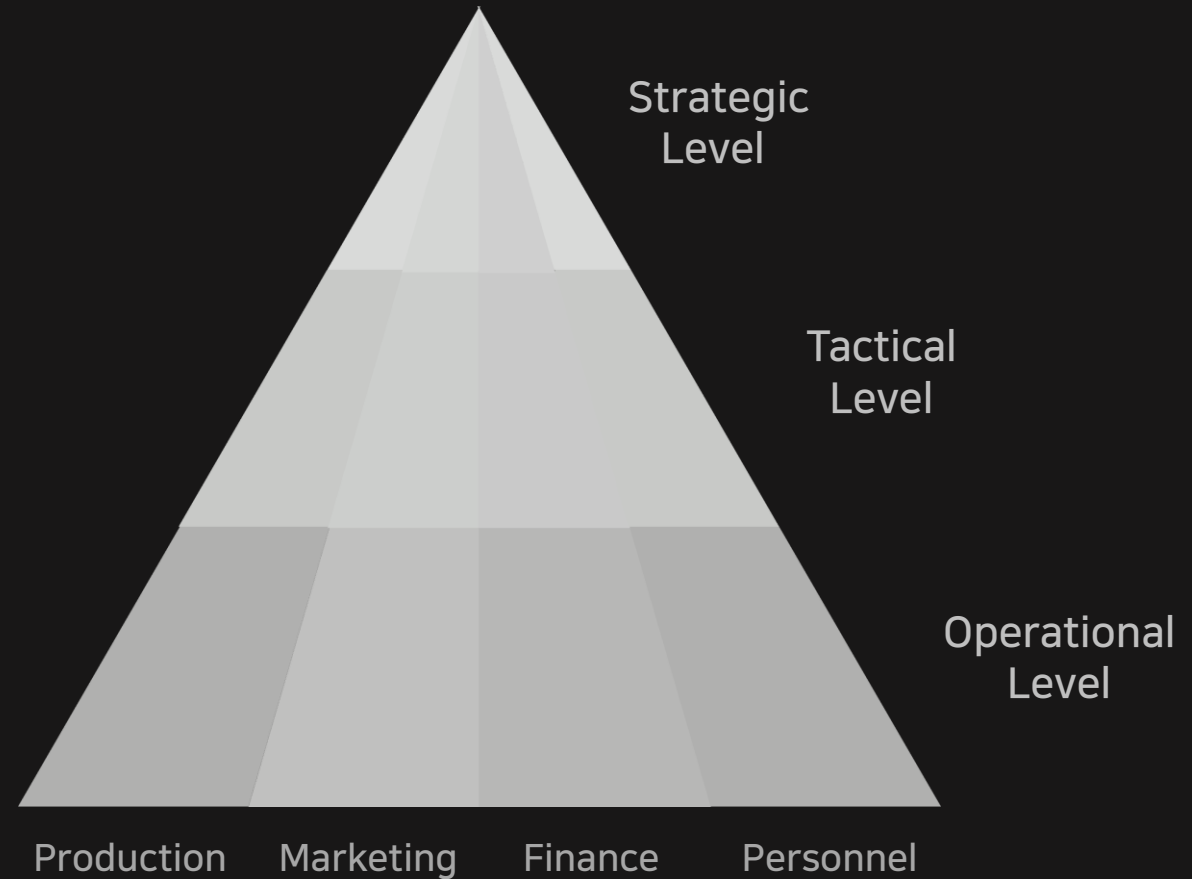 Strategic
Level
Tactical
Level
Operational
Level
Production Marketing Finance Personnel